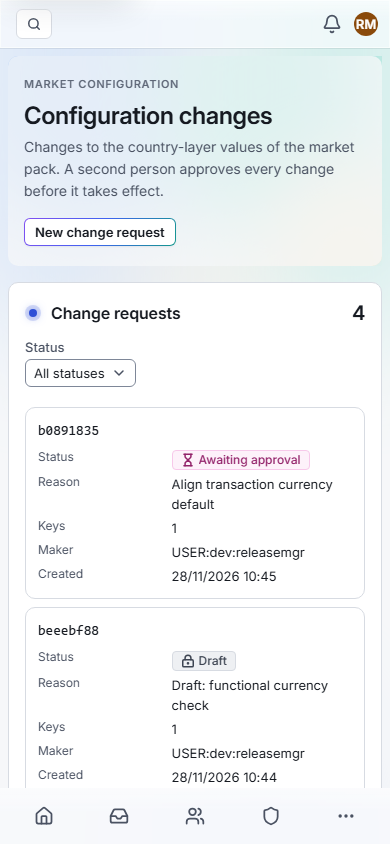 RM
MARKET CONFIGURATION
Configuration changes
Changes to the country-layer values of the market
pack. A second person approves every change
before it takes effect.
New change request
Change requests 4
Status
All statuses
b0891835
Status Awaiting approval
Reason Align transaction currency
default
Keys 1
Maker USER:dev:releasemgr
Created 28/11/2026 10:45
beeebf88
Status Draft
Reason Draft: functional currency
check
Keys 1
Maker USER:dev:releasemgr
Created 28/11/2026 10:44